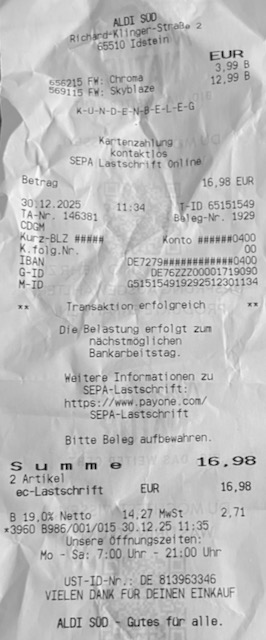 ALDI SÜD
Richard-Klinger-Straße 2
65510 Idstein
EUR
3,99 B
656215 FW: Chroma 12,99 B
569115 FW: Skyblaze
K-U-N-D-E-N-B-E-L-E-G
Kartenzahlung
kontaktlos
SEPA Lastschrift Online
Betrag 16,98 EUR
30.12.2025 11:34 T-ID 65151549
TA-Nr. 146381 Beleg-Nr. 1929
CDGM
Kurz-BLZ ##### Konto ######0400
K.folg.Nr. 00
IBAN DE7279############0400
G-ID DE76ZZZ00001719090
M-ID G515154919292512301134
** Transaktion erfolgreich **
Die Belastung erfolgt zum
nächstmöglichen
Bankarbeitstag.
Weitere Informationen zu
SEPA-Lastschrift:
https://www.payone.com/
SEPA-Lastschrift
Bitte Beleg aufbewahren.
Summe 16,98
2 Artikel
ec-Lastschrift EUR 16,98
B 19,0% Netto 14,27 MwSt 2,71
*3960 B986/001/015 30.12.25 11:35
Unsere Öffnungszeiten:
Mo - Sa: 7:00 Uhr - 21:00 Uhr
UST-ID-Nr.: DE 813963346
VIELEN DANK FÜR DEINEN EINKAUF
ALDI SÜD - Gutes für alle.